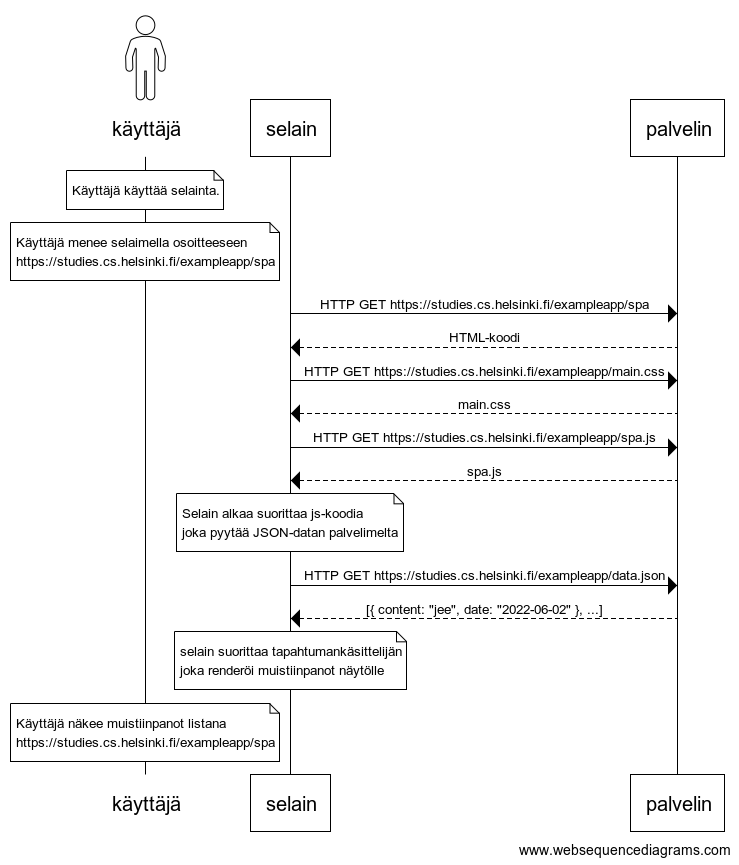 käyttäjä
selain
palvelin
Käyttäjä käyttää selainta.
Käyttäjä menee selaimella osoitteeseen
https://studies.cs.helsinki.fi/exampleapp/spa
HTTP GET https://studies.cs.helsinki.fi/exampleapp/spa
HTML-koodi
HTTP GET https://studies.cs.helsinki.fi/exampleapp/main.css
main.css
HTTP GET https://studies.cs.helsinki.fi/exampleapp/spa.js
spa.js
Selain alkaa suorittaa js-koodia
joka pyytää JSON-datan palvelimelta
HTTP GET https://studies.cs.helsinki.fi/exampleapp/data.json
[{ content: "jee", date: "2022-06-02" }, ...]
selain suorittaa tapahtumankäsittelijän
joka renderöi muistiinpanot näytölle
Käyttäjä näkee muistiinpanot listana
https://studies.cs.helsinki.fi/exampleapp/spa
käyttäjä
selain
palvelin
www.websequencediagrams.com